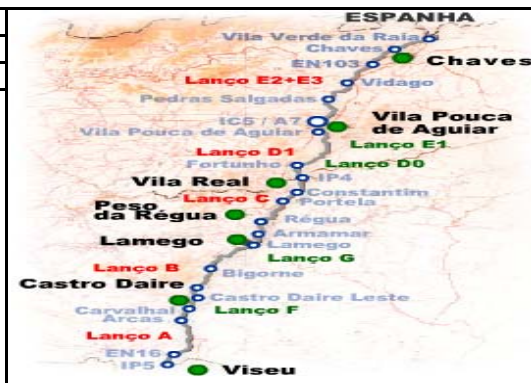 ESPANHA
Vila Verde da Raia
Chaves
Chaves
EN103
Lanço E2+E3
Vidago
Pedras Salgadas
IC5 / A7
Vila Pouca
de Aguiar
Vila Pouca de Aguiar
Lanço E1
Lanço D1
Fortunho
Lanço D0
IP4
Vila Real
Constantim
Lanço C
Portela
Peso
da Régua
Régua
Armamar
Lamego
Lamego
Lanço G
Lanço B
Bigorne
Castro Daire
Castro Daire Leste
Carvalhal
Lanço F
Arcas
Lanço A
EN16
IP5
Viseu